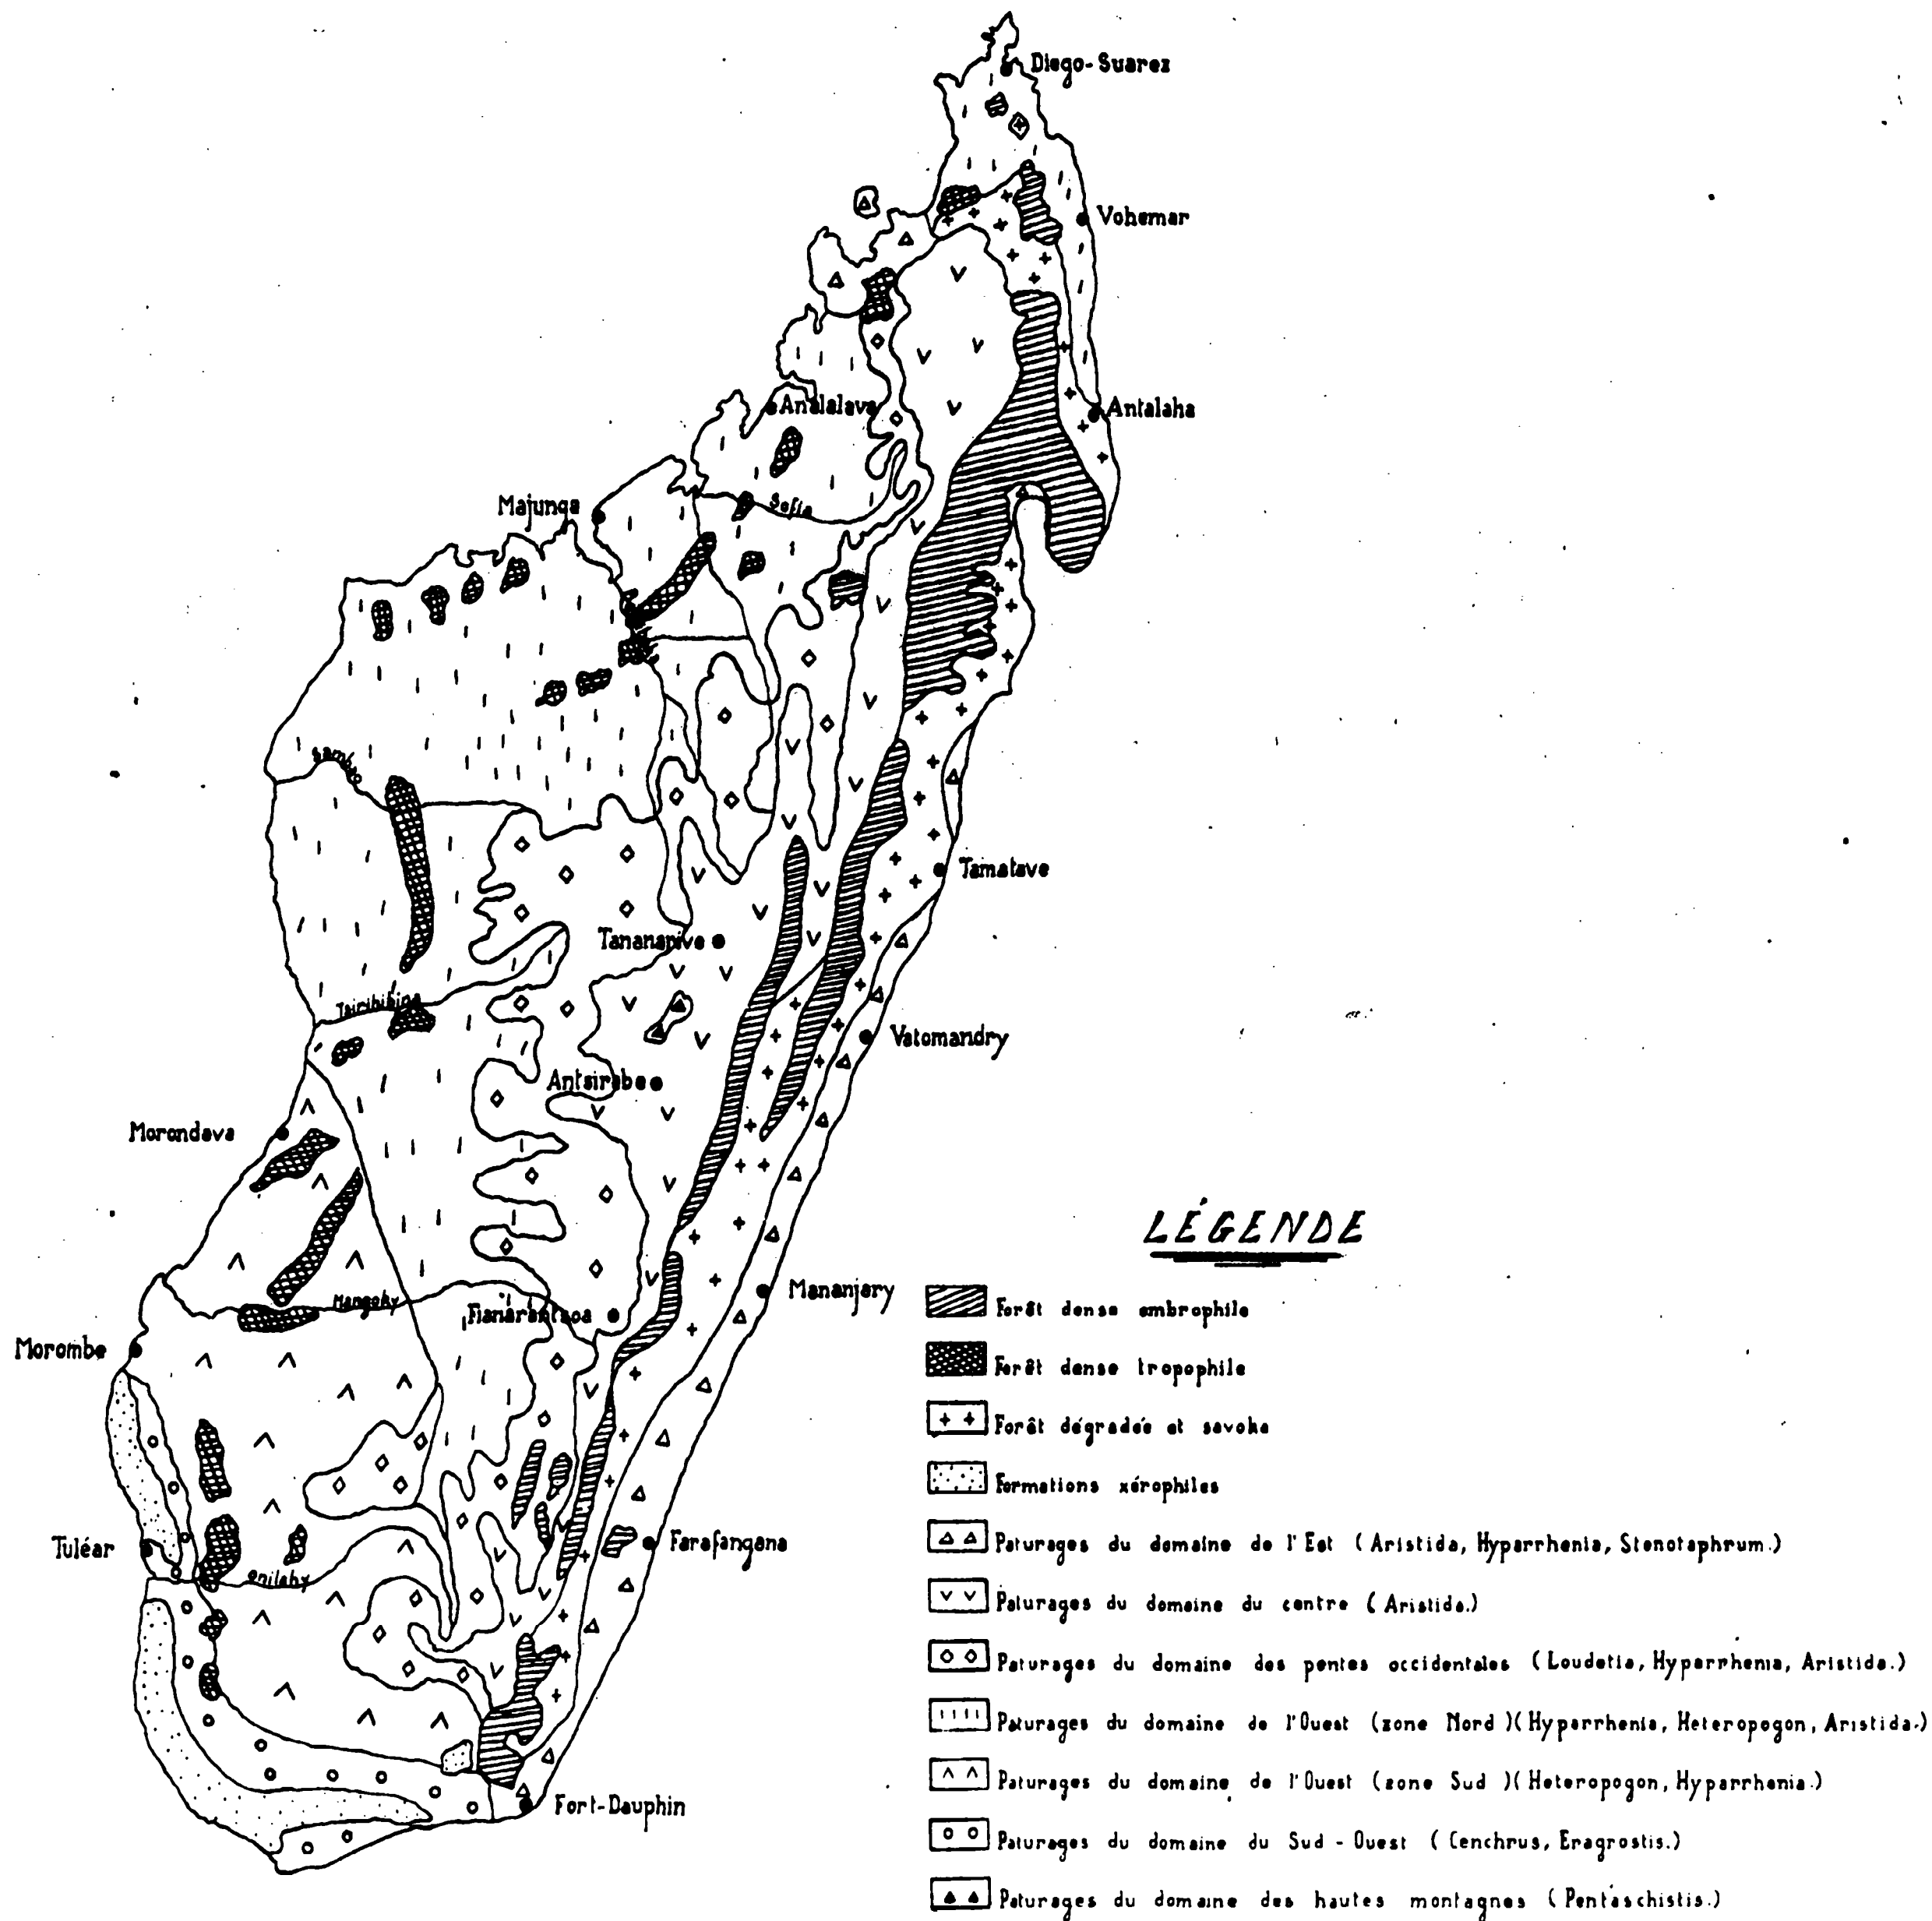 Diego-Suarez
Vohemar
Analalava
Antalaha
Majunga
Sofia
Tamatave
Tananarive
Tsiribihina
Vatomandry
Antsirabe
Morondava
Mananjary
Mangoky
Fianarantsoa
Morombe
Tuléar
Farafangana
Onilahy
Fort-Dauphin
LÉGENDE
Forêt dense ombrophile
Forêt dense tropophile
Forêt dégradée et savoka
Formations xérophiles
Paturages du domaine de l'Est (Aristida, Hyparrhenia, Stenotaphrum.)
Paturages du domaine du centre (Aristida.)
Paturages du domaine des pentes occidentales (Loudetia, Hyparrhenia, Aristida.)
Paturages du domaine de l'Ouest (zone Nord)(Hyparrhenia, Heteropogon, Aristida.)
Paturages du domaine de l'Ouest (zone Sud)(Heteropogon, Hyparrhenia.)
Paturages du domaine du Sud-Ouest (Cenchrus, Eragrostis.)
Paturages du domaine des hautes montagnes (Pentaschistis.)